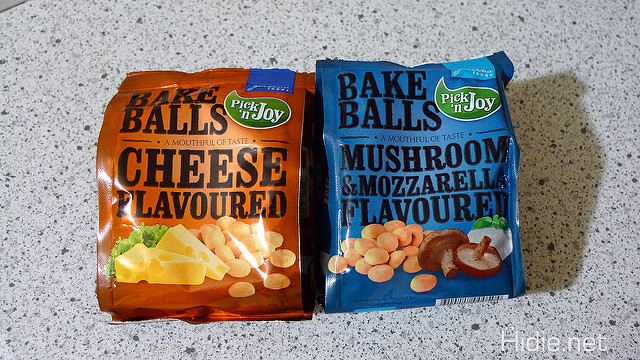 BAKE
BALLS
Pick
'n Joy
• A MOUTHFUL OF TASTE •
CHEESE
FLAVOURED
BAKE
BALLS
Pick
'n Joy
• A MOUTHFUL OF TASTE •
MUSHROOM
&MOZZARELLA
FLAVOURED
Hidie.net